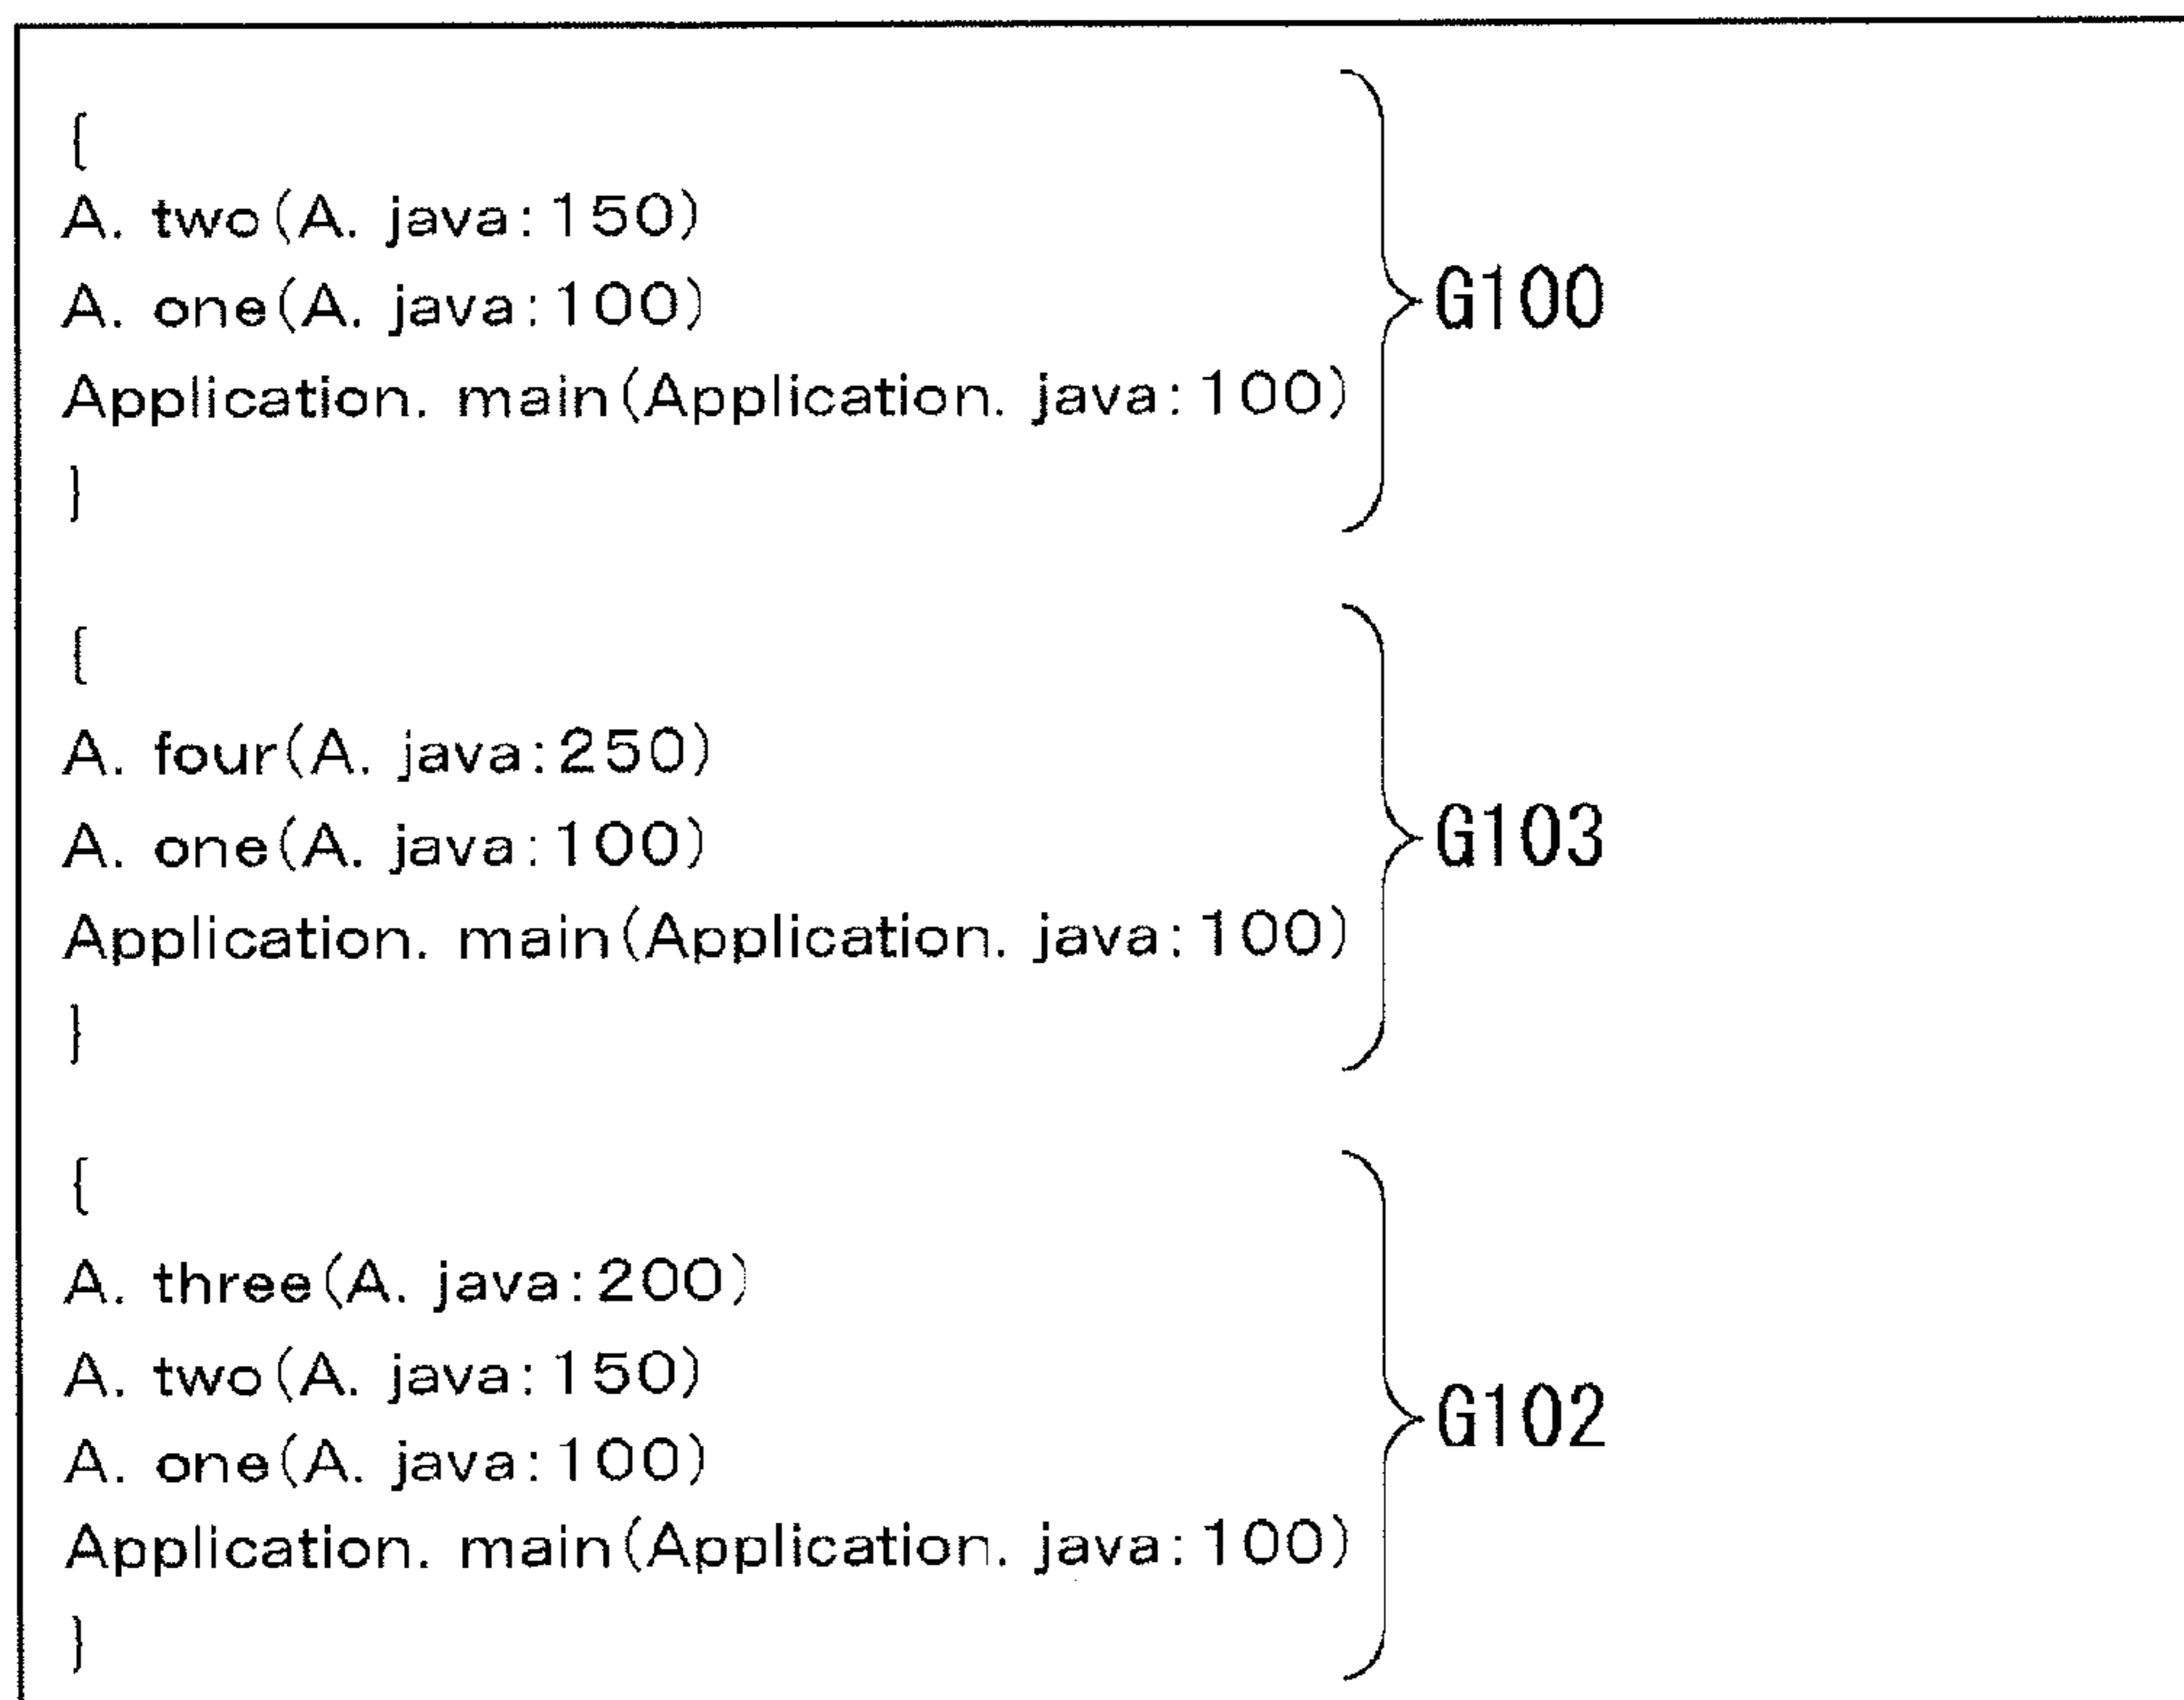 {
A. two(A. java:150)
A. one(A. java:100)
Application. main(Application. java:100)
}
G100
{
A. four(A. java:250)
A. one(A. java:100)
Application. main(Application. java:100)
}
G103
{
A. three(A. java:200)
A. two(A. java:150)
A. one(A. java:100)
Application. main(Application. java:100)
}
G102